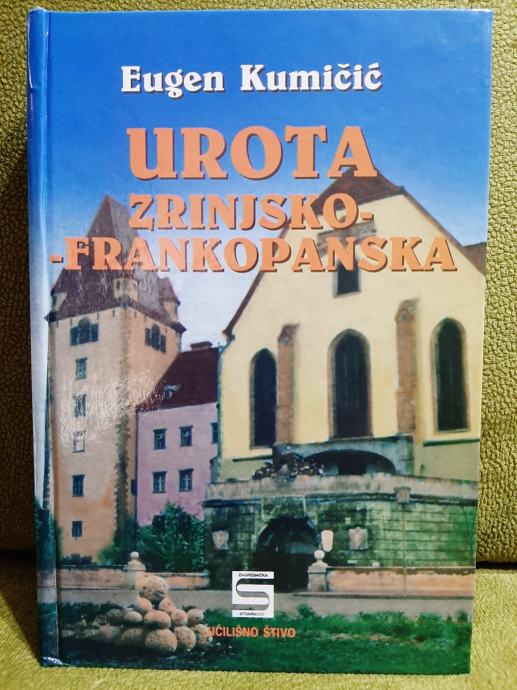 Eugen Kumičić
UROTA
ZRINJSKO-
-FRANKOPANSKA
ZAGREBAČKA
S
STVARNOST
UČILIŠNO ŠTIVO